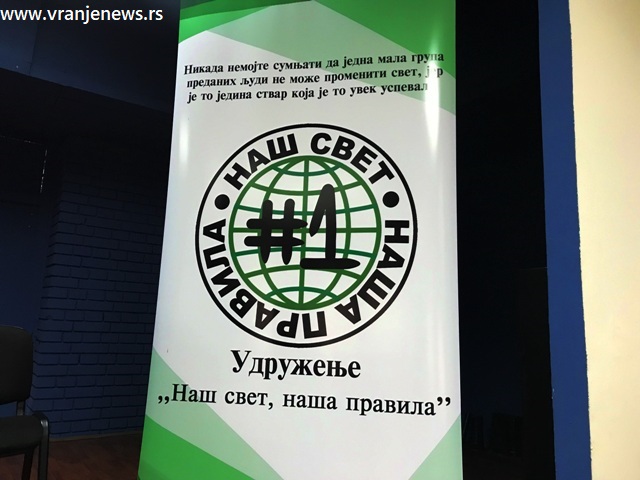 www.vranjenews.rs
Никада немојте сумњати да једна мала група
преданих људи не може променити свет, јер
је то једина ствар која је то увек успевал
НАШ СВЕТ • НАША ПРАВИЛА •
#1
Удружење
„Наш свет, наша правила”